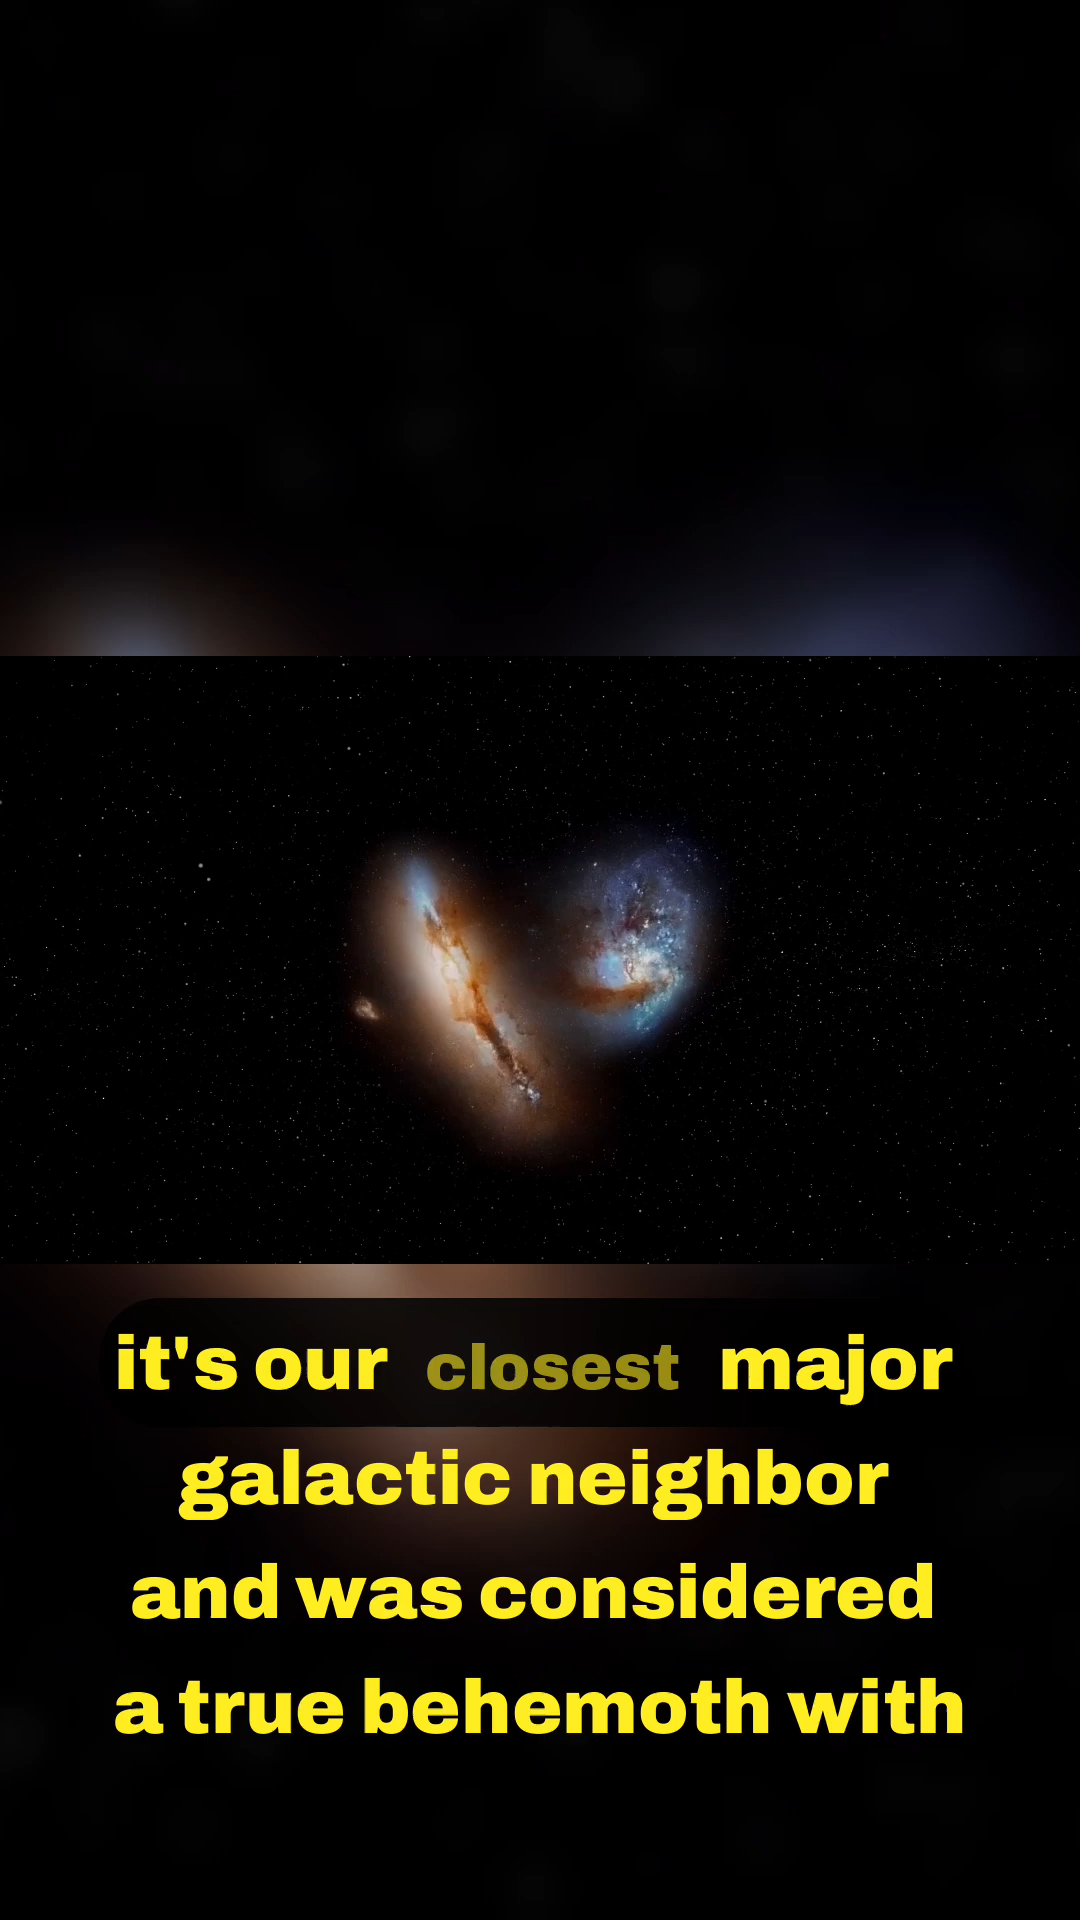 it's our closest major
galactic neighbor
and was considered
a true behemoth with